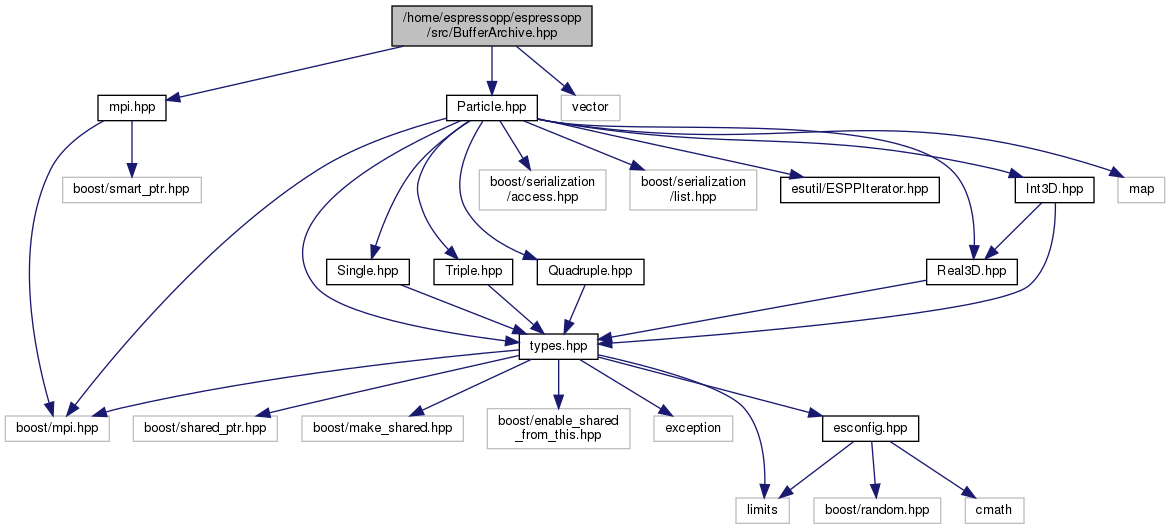 /home/espressopp/espressopp
/src/BufferArchive.hpp
mpi.hpp
Particle.hpp
vector
boost/smart_ptr.hpp
boost/serialization
/access.hpp
boost/serialization
/list.hpp
esutil/ESPPIterator.hpp
Int3D.hpp
map
Single.hpp
Triple.hpp
Quadruple.hpp
Real3D.hpp
types.hpp
boost/mpi.hpp
boost/shared_ptr.hpp
boost/make_shared.hpp
boost/enable_shared
_from_this.hpp
exception
esconfig.hpp
limits
boost/random.hpp
cmath